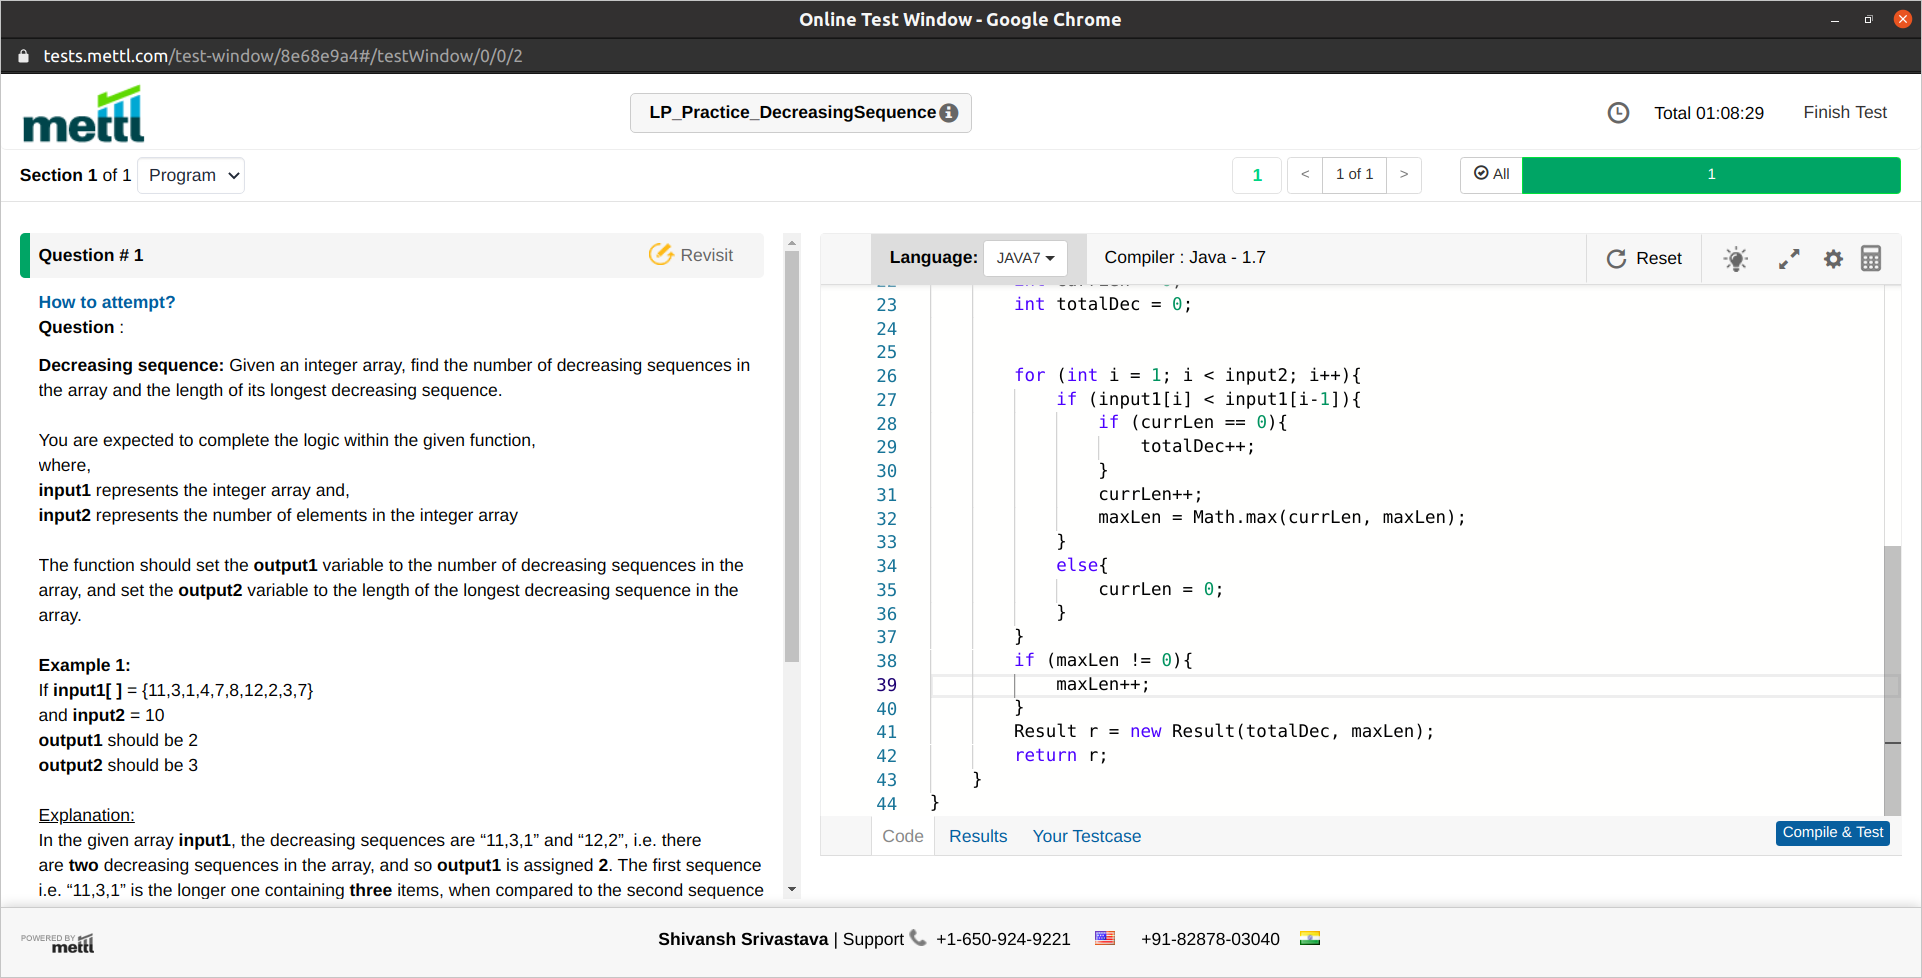 Online Test Window - Google Chrome
tests.mettl.com/test-window/8e68e9a4#/testWindow/0/0/2
mettl
LP_Practice_DecreasingSequence
Total 01:08:29
Finish Test
Section 1 of 1 Program
1 < 1 of 1 > All 1
Question # 1
Revisit
How to attempt?
Question :
Decreasing sequence: Given an integer array, find the number of decreasing sequences in
the array and the length of its longest decreasing sequence.
You are expected to complete the logic within the given function,
where,
input1 represents the integer array and,
input2 represents the number of elements in the integer array
The function should set the output1 variable to the number of decreasing sequences in the
array, and set the output2 variable to the length of the longest decreasing sequence in the
array.
Example 1:
If input1[ ] = {11,3,1,4,7,8,12,2,3,7}
and input2 = 10
output1 should be 2
output2 should be 3
Explanation:
In the given array input1, the decreasing sequences are “11,3,1” and “12,2”, i.e. there
are two decreasing sequences in the array, and so output1 is assigned 2. The first sequence
i.e. “11,3,1” is the longer one containing three items, when compared to the second sequence
Language: JAVA7 Compiler : Java - 1.7
Reset
23 int totalDec = 0;
24
25
26 for (int i = 1; i < input2; i++){
27 if (input1[i] < input1[i-1]){
28 if (currLen == 0){
29 totalDec++;
30 }
31 currLen++;
32 maxLen = Math.max(currLen, maxLen);
33 }
34 else{
35 currLen = 0;
36 }
37 }
38 if (maxLen != 0){
39 maxLen++;
40 }
41 Result r = new Result(totalDec, maxLen);
42 return r;
43 }
44 }
Code Results Your Testcase
Compile & Test
POWERED BY
mettl
Shivansh Srivastava | Support +1-650-924-9221 +91-82878-03040